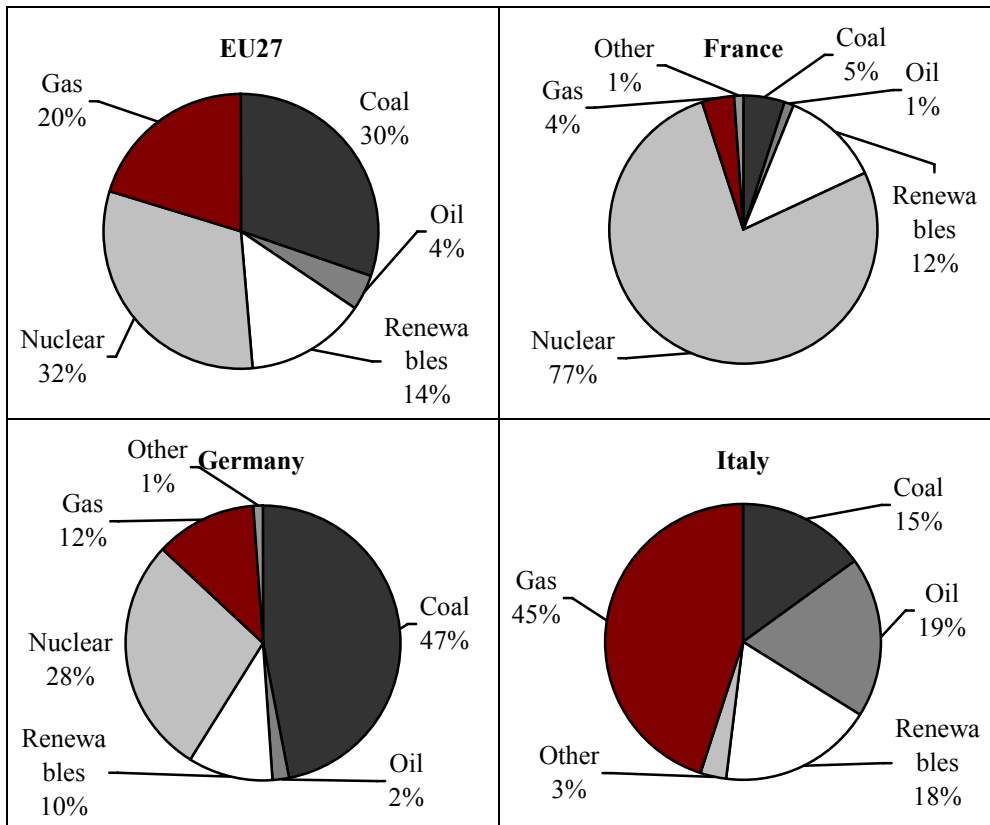 EU27
Gas
20%
Coal
30%
Oil
4%
Renewa
bles
14%
Nuclear
32%
France
Other
1%
Coal
5%
Oil
1%
Gas
4%
Renewa
bles
12%
Nuclear
77%
Germany
Other
1%
Gas
12%
Coal
47%
Nuclear
28%
Renewa
bles
10%
Oil
2%
Italy
Coal
15%
Gas
45%
Oil
19%
Other
3%
Renewa
bles
18%